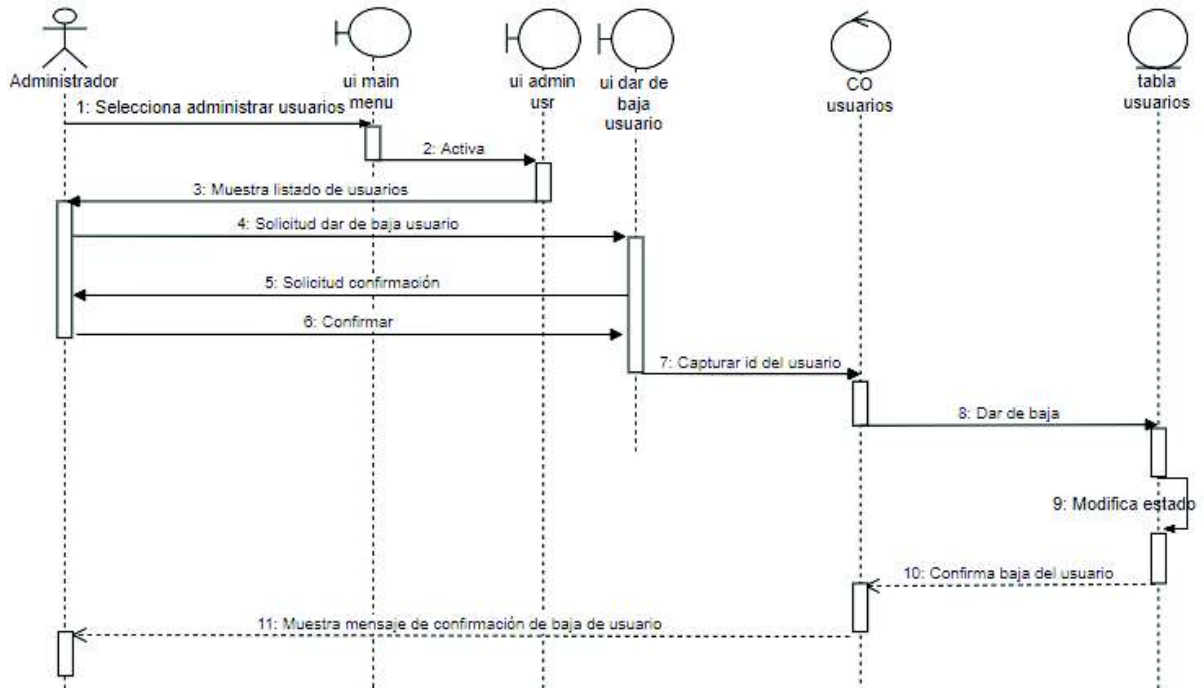 Administrador
ui main
menu
ui admin
usr
ui dar de
baja
usuario
CO
usuarios
tabla
usuarios
1: Selecciona administrar usuarios
2: Activa
3: Muestra listado de usuarios
4: Solicitud dar de baja usuario
5: Solicitud confirmación
6: Confirmar
7: Capturar id del usuario
8: Dar de baja
9: Modifica estado
10: Confirma baja del usuario
11: Muestra mensaje de confirmación de baja de usuario